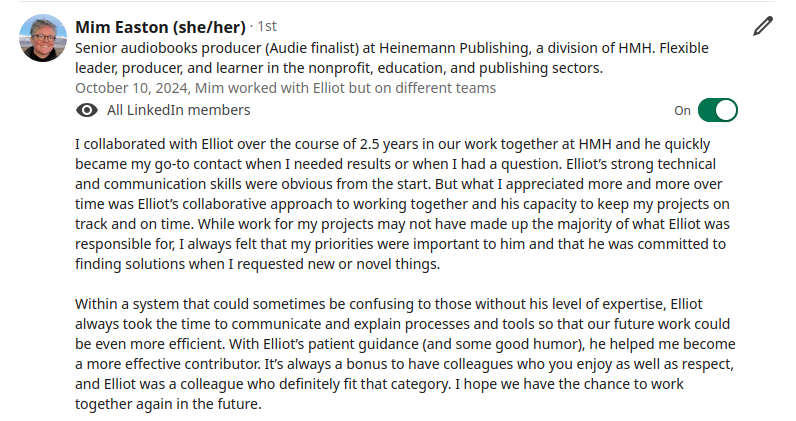 Mim Easton (she/her) · 1st
Senior audiobooks producer (Audie finalist) at Heinemann Publishing, a division of HMH. Flexible
leader, producer, and learner in the nonprofit, education, and publishing sectors.
October 10, 2024, Mim worked with Elliot but on different teams
All LinkedIn members
On
I collaborated with Elliot over the course of 2.5 years in our work together at HMH and he quickly
became my go-to contact when I needed results or when I had a question. Elliot’s strong technical
and communication skills were obvious from the start. But what I appreciated more and more over
time was Elliot’s collaborative approach to working together and his capacity to keep my projects on
track and on time. While work for my projects may not have made up the majority of what Elliot was
responsible for, I always felt that my priorities were important to him and that he was committed to
finding solutions when I requested new or novel things.
Within a system that could sometimes be confusing to those without his level of expertise, Elliot
always took the time to communicate and explain processes and tools so that our future work could
be even more efficient. With Elliot’s patient guidance (and some good humor), he helped me become
a more effective contributor. It’s always a bonus to have colleagues who you enjoy as well as respect,
and Elliot was a colleague who definitely fit that category. I hope we have the chance to work
together again in the future.